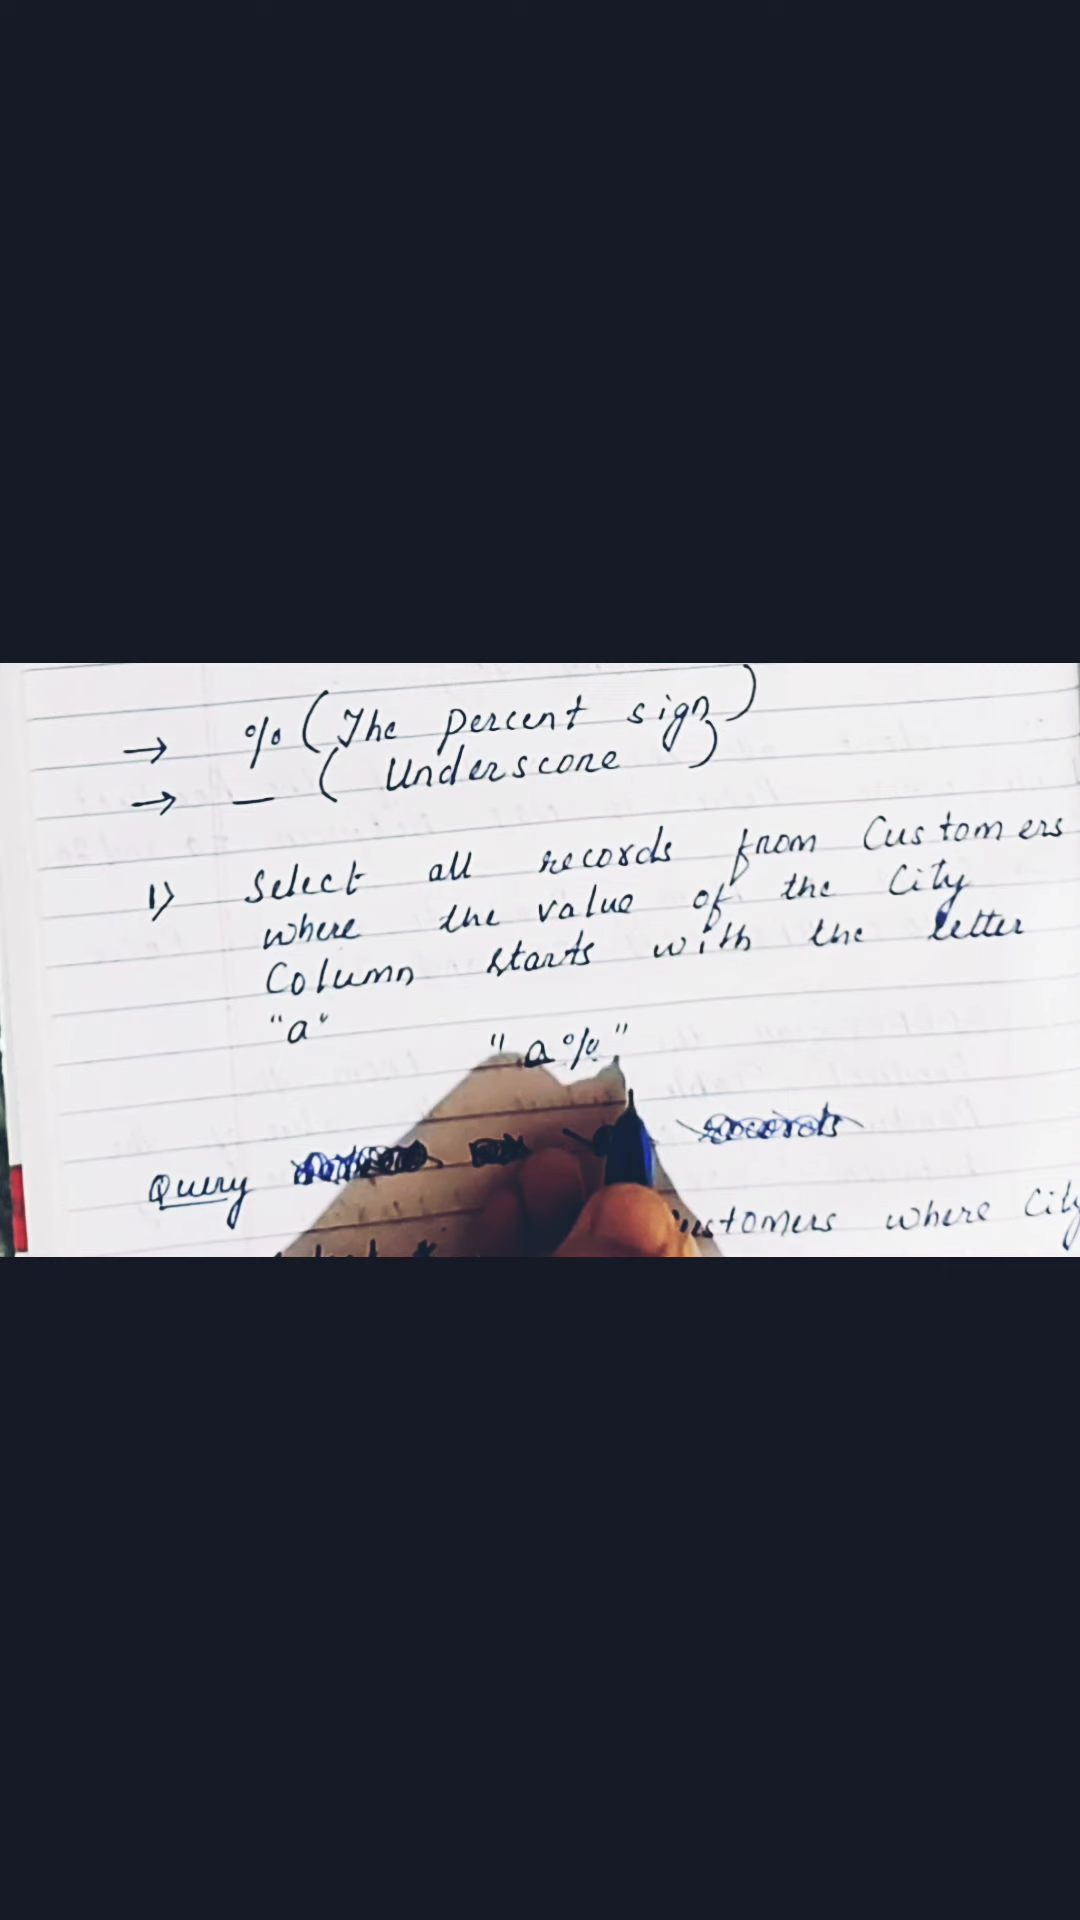 → % (The percent sign)
→ _ (Underscore)
1) Select all records from Customers
where the value of the City
Column starts with the letter
"a"
"a%"
Query
Customers where City